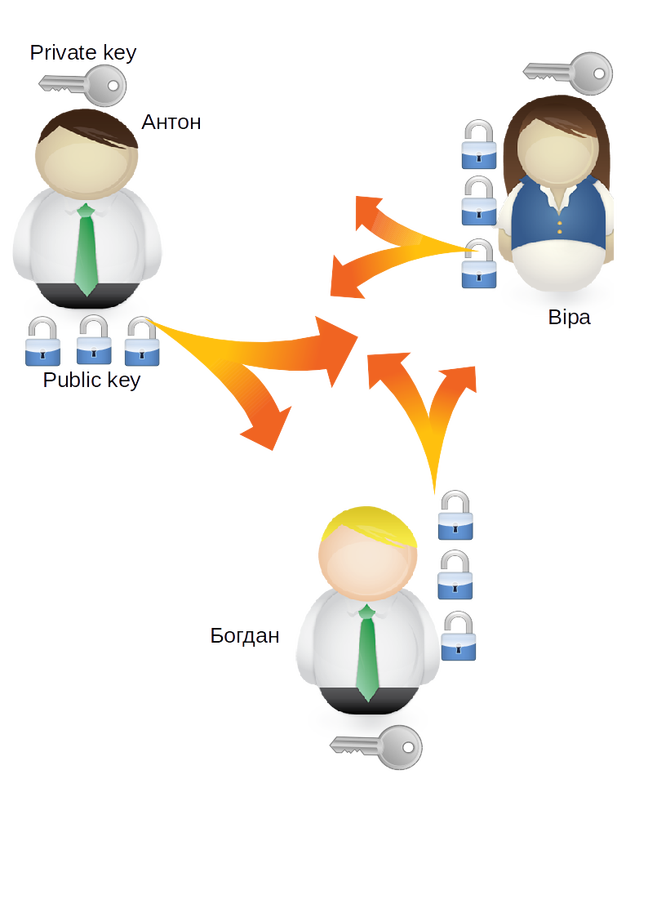 Private key
Антон
Віра
Public key
Богдан